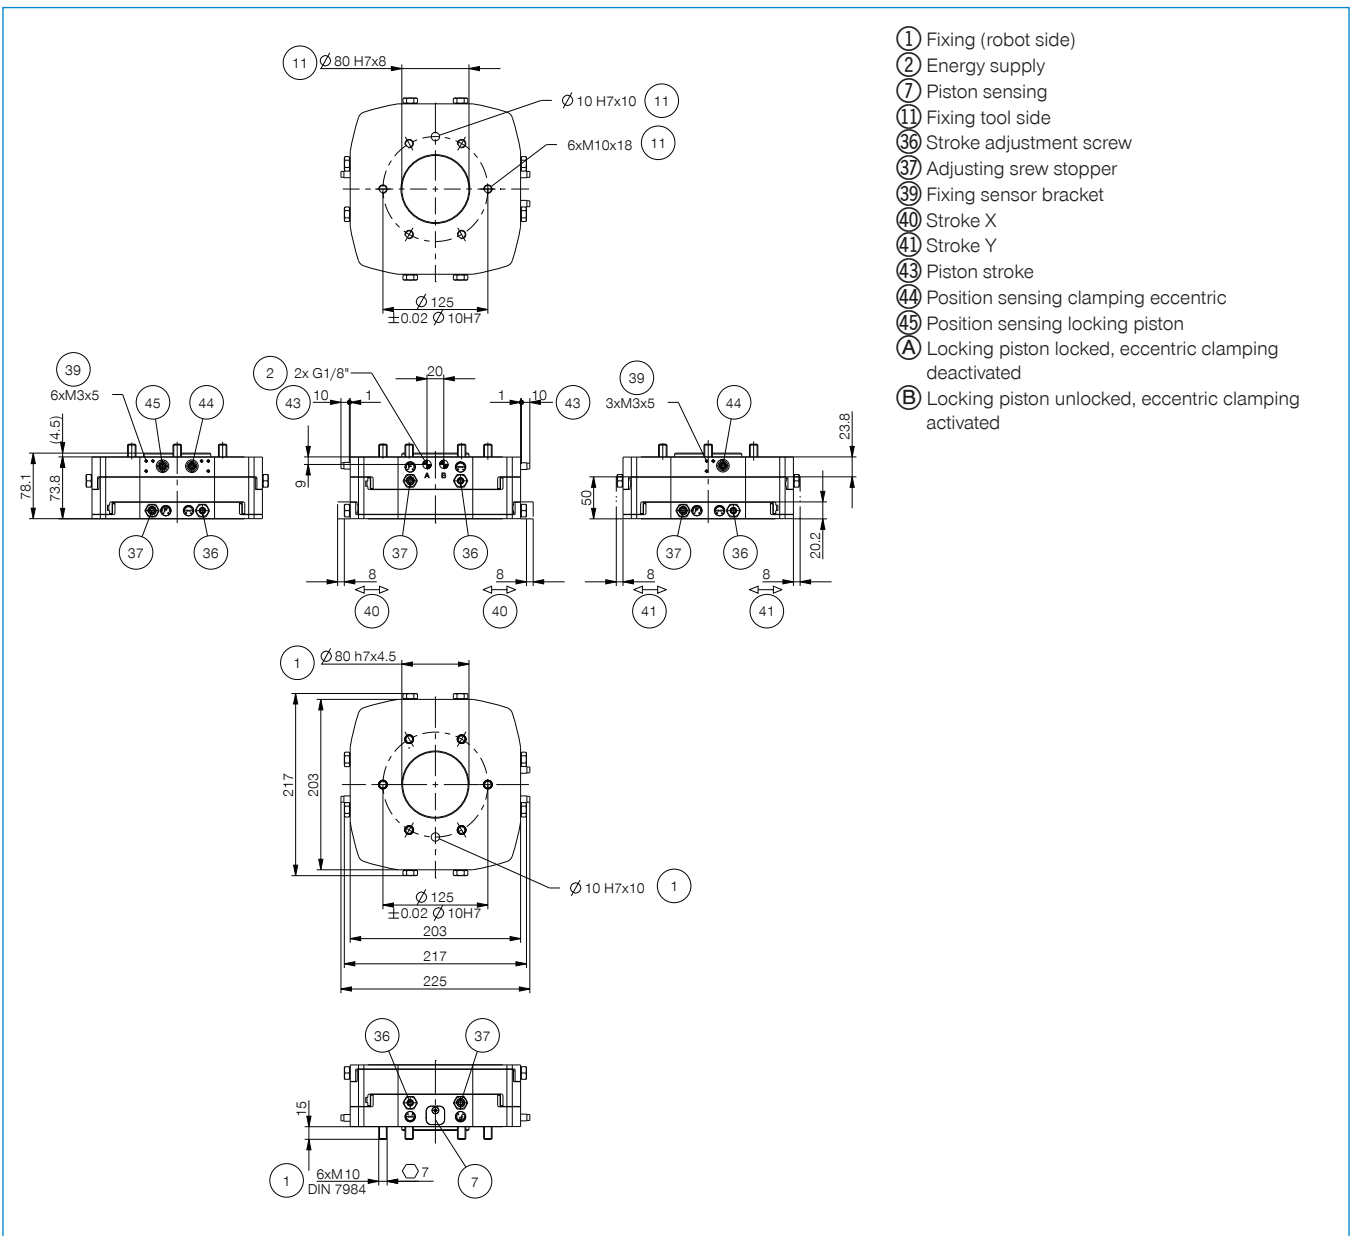 11 Ø 80 H7x8
Ø 10 H7x10 11
6xM10x18 11
Ø 125
±0.02 Ø 10H7
1 Fixing (robot side)
2 Energy supply
7 Piston sensing
11 Fixing tool side
36 Stroke adjustment screw
37 Adjusting srew stopper
39 Fixing sensor bracket
40 Stroke X
41 Stroke Y
43 Piston stroke
44 Position sensing clamping eccentric
45 Position sensing locking piston
A Locking piston locked, eccentric clamping
deactivated
B Locking piston unlocked, eccentric clamping
activated
39
6xM3x5
45
44
(4.5)
78.1
73.8
37
36
2 2x G1/8"
20
43 10 1
1 10 43
9
A B
37
36
8
8
40
40
39
3xM3x5
44
23.8
50
20.2
37
36
8
8
41
41
1 Ø 80 h7x4.5
217
203
Ø 10 H7x10 1
Ø 125
±0.02 Ø 10H7
203
217
225
36
37
15
1 6xM10
DIN 7984
7
7